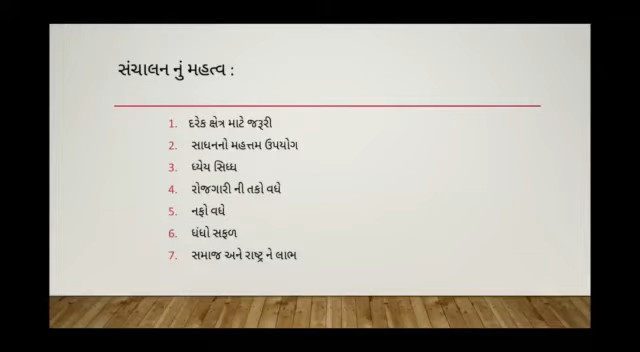 સંચાલન નું મહત્વ :
1. દરેક ક્ષેત્ર માટે જરૂરી
2. સાધનનો મહત્તમ ઉપયોગ
3. ધ્યેય સિધ્ધ
4. રોજગારી ની તકો વધે
5. નફો વધે
6. ધંધો સફળ
7. સમાજ અને રાષ્ટ્ર ને લાભ